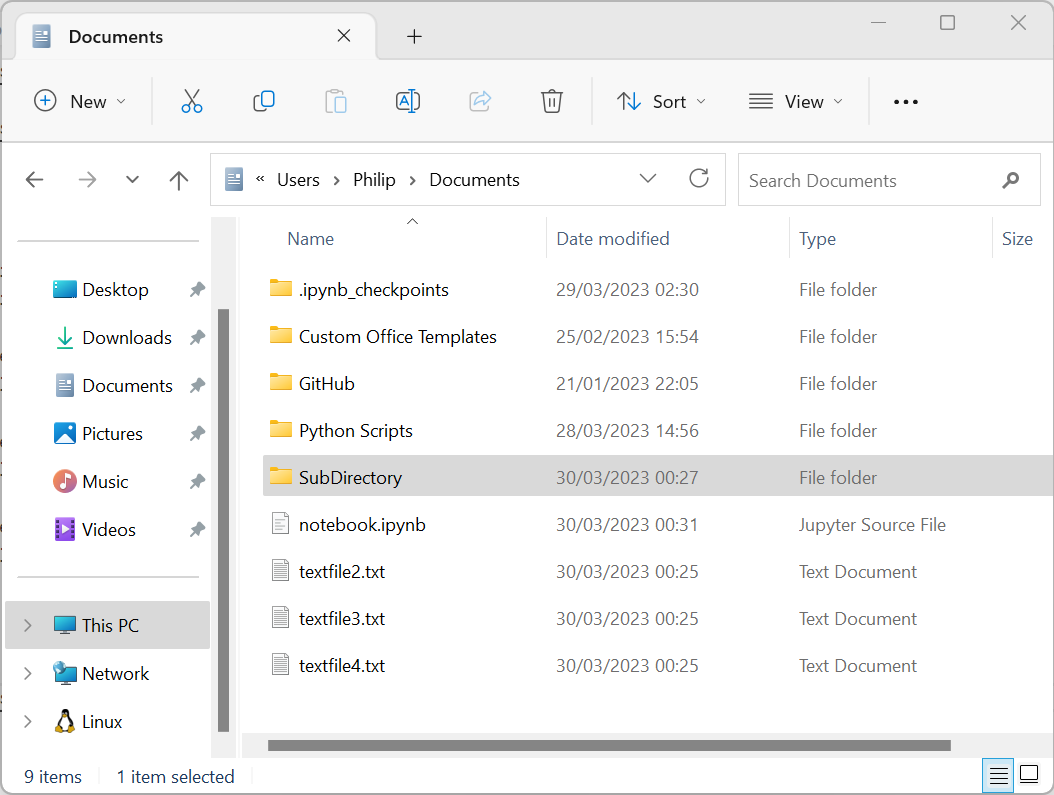 Documents
New Sort View
« Users > Philip > Documents Search Documents
Name Date modified Type Size
Desktop
Downloads
Documents
Pictures
Music
Videos
This PC
Network
Linux
.ipynb_checkpoints 29/03/2023 02:30 File folder
Custom Office Templates 25/02/2023 15:54 File folder
GitHub 21/01/2023 22:05 File folder
Python Scripts 28/03/2023 14:56 File folder
SubDirectory 30/03/2023 00:27 File folder
notebook.ipynb 30/03/2023 00:31 Jupyter Source File
textfile2.txt 30/03/2023 00:25 Text Document
textfile3.txt 30/03/2023 00:25 Text Document
textfile4.txt 30/03/2023 00:25 Text Document
9 items 1 item selected